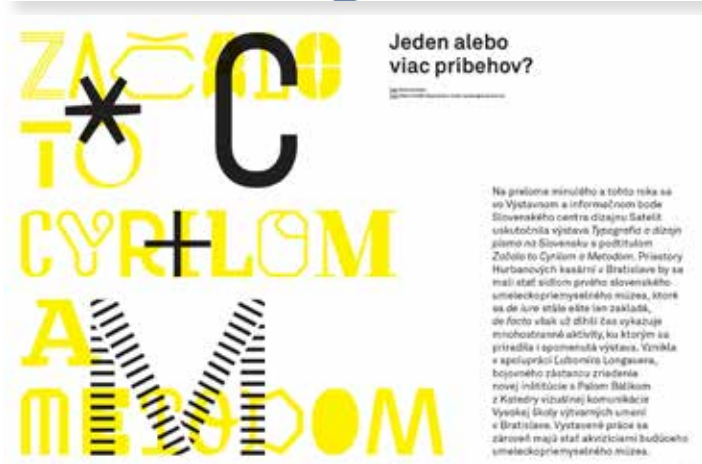 ZAČALO
TO
CYRILOM
A
METODOM
* C
+
M
Jeden alebo
viac príbehov?
Na prelome minulého a tohto roka sa
vo Výstavnom a informačnom bode
Slovenského centra dizajnu Satelit
uskutočnila výstava Typografia a dizajn
písma na Slovensku s podtitulom
Začalo to Cyrilom a Metodom. Priestory
Hurbanových kasární v Bratislave by sa
mali stať sídlom prvého slovenského
umeleckopriemyselného múzea, ktoré
sa de iure stále ešte len zakladá,
de facto však už dlhší čas vykazuje
mnohostranné aktivity, ku ktorým sa
priradila i spomenutá výstava. Vznikla
v spolupráci Ľubomíra Longauera,
bojovného zástancu zriadenia
novej inštitúcie s Palom Bálikom
z Katedry vizuálnej komunikácie
Vysokej školy výtvarných umení
v Bratislave. Vystavené práce sa
zároveň majú stať akvizíciami budúceho
umeleckopriemyselného múzea.